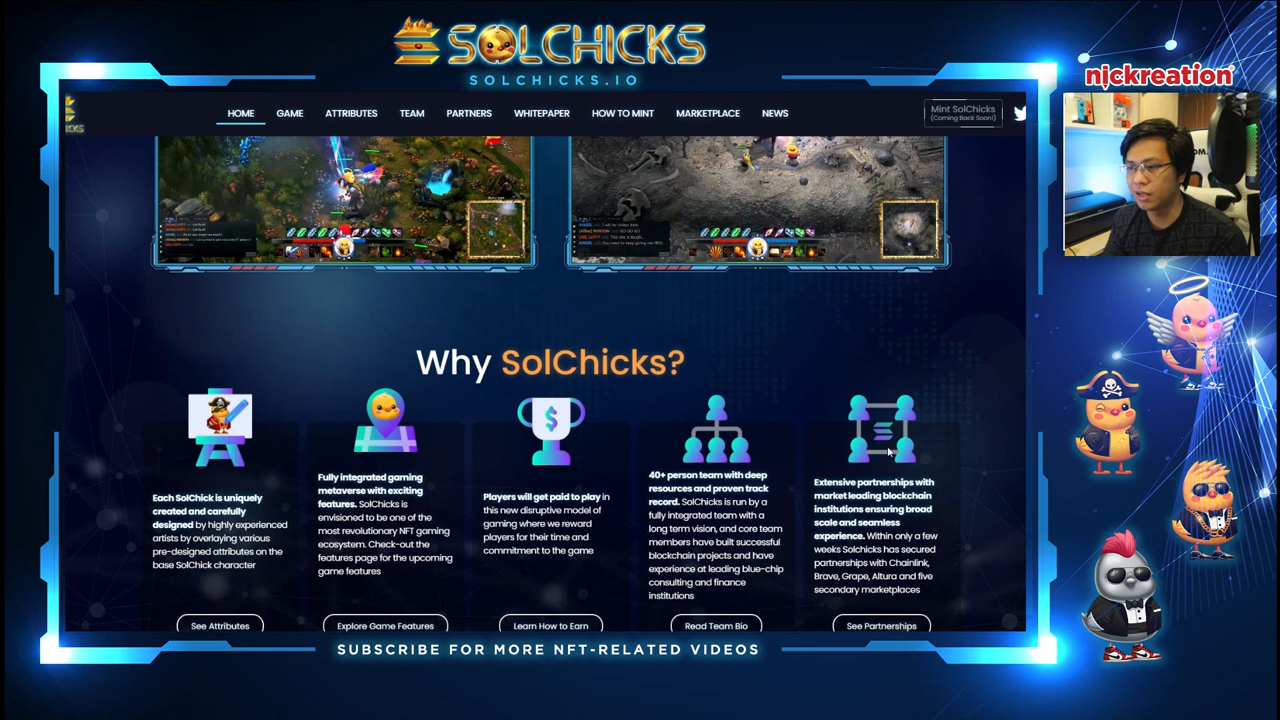 SOLCHICKS
SOLCHICKS.IO
njckreation
HOME GAME ATTRIBUTES TEAM PARTNERS WHITEPAPER HOW TO MINT MARKETPLACE NEWS
Mint SolChicks
(Coming Back Soon!)
Why SolChicks?
Each SolChick is uniquely
created and carefully
designed by highly experienced
artists by overlaying various
pre-designed attributes on the
base SolChick character
See Attributes
Fully integrated gaming
metaverse with exciting
features. SolChicks is
envisioned to be one of the
most revolutionary NFT gaming
ecosystem. Check-out the
features page for the upcoming
game features
Explore Game Features
Players will get paid to play in
this new disruptive model of
gaming where we reward
players for their time and
commitment to the game
Learn How to Earn
40+ person team with deep
resources and proven track
record. SolChicks is run by a
fully integrated team with a
long term vision, and core team
members have built successful
blockchain projects and have
experience at leading blue-chip
consulting and finance
institutions
Read Team Bio
Extensive partnerships with
market leading blockchain
institutions ensuring broad
scale and seamless
experience. Within only a few
weeks Solchicks has secured
partnerships with Chainlink,
Brave, Grape, Altura and five
secondary marketplaces
See Partnerships
SUBSCRIBE FOR MORE NFT-RELATED VIDEOS